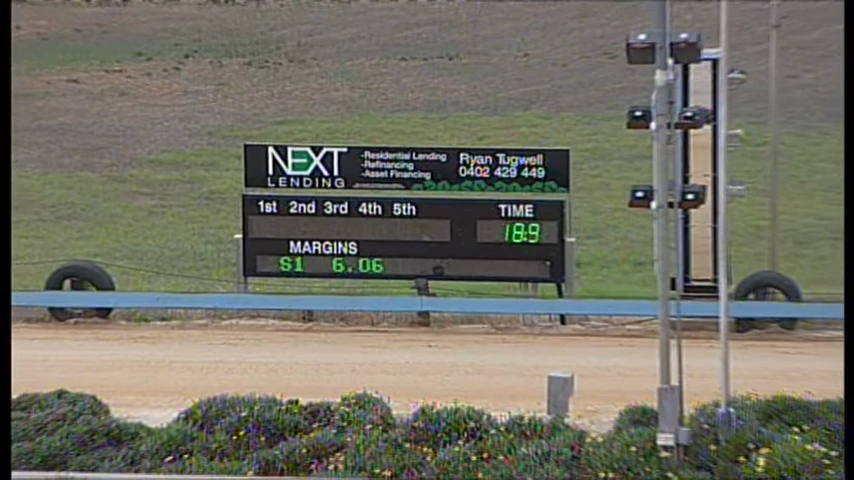 NEXT
LENDING
-Residential Lending
-Refinancing
-Asset Financing
Ryan Tugwell
0402 429 449
1st 2nd 3rd 4th 5th
TIME
18:9
MARGINS
S1 6.06